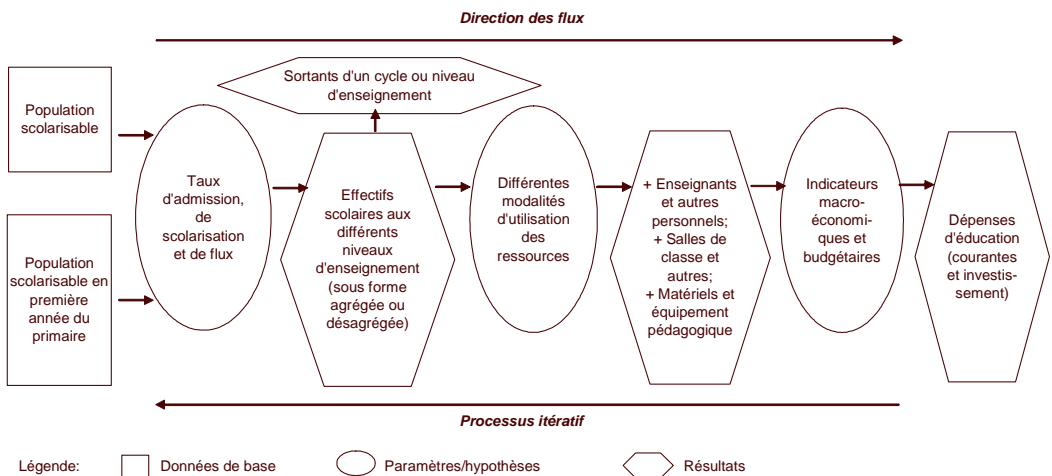 Direction des flux
Sortants d'un cycle ou niveau
d'enseignement
Population
scolarisable
Population
scolarisable en
première
année du
primaire
Taux
d'admission,
de
scolarisation
et de flux
Effectifs
scolaires aux
différents
niveaux
d'enseignement
(sous forme
agrégée ou
désagrégée)
Différentes
modalités
d'utilisation
des
ressources
+ Enseignants
et autres
personnels;
+ Salles de
classe et
autres;
+ Matériels et
équipement
pédagogique
Indicateurs
macro-
économi-
ques et
budgétaires
Dépenses
d'éducation
(courantes
et investis-
sement)
Processus itératif
Légende:
Données de base
Paramètres/hypothèses
Résultats